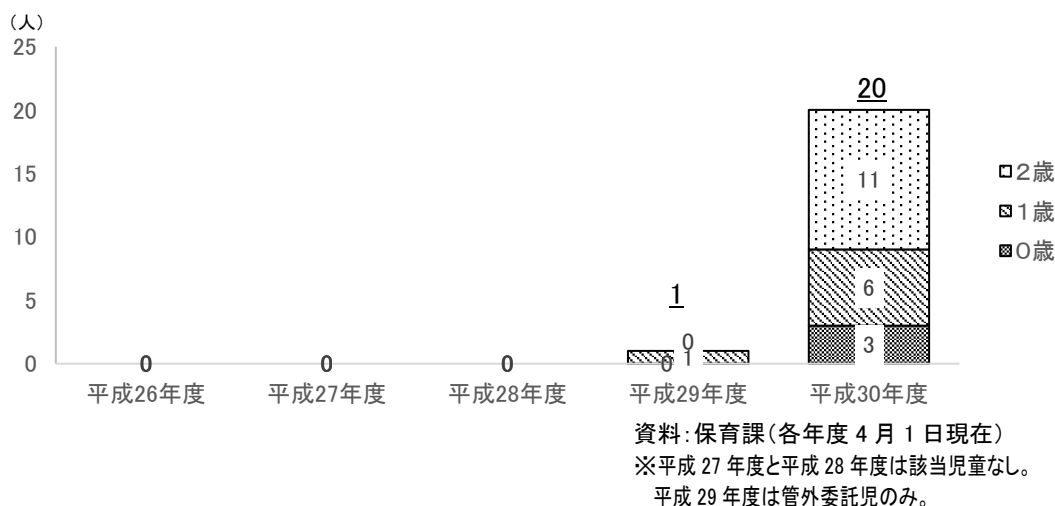 （人）
25
20
15
10
5
0
20
11
6
3
1
0
0 1
0
0
0
平成26年度
平成27年度
平成28年度
平成29年度
平成30年度
２歳
１歳
０歳
資料：保育課（各年度 4 月 1 日現在）
※平成 27 年度と平成 28 年度は該当児童なし。
平成 29 年度は管外委託児のみ。